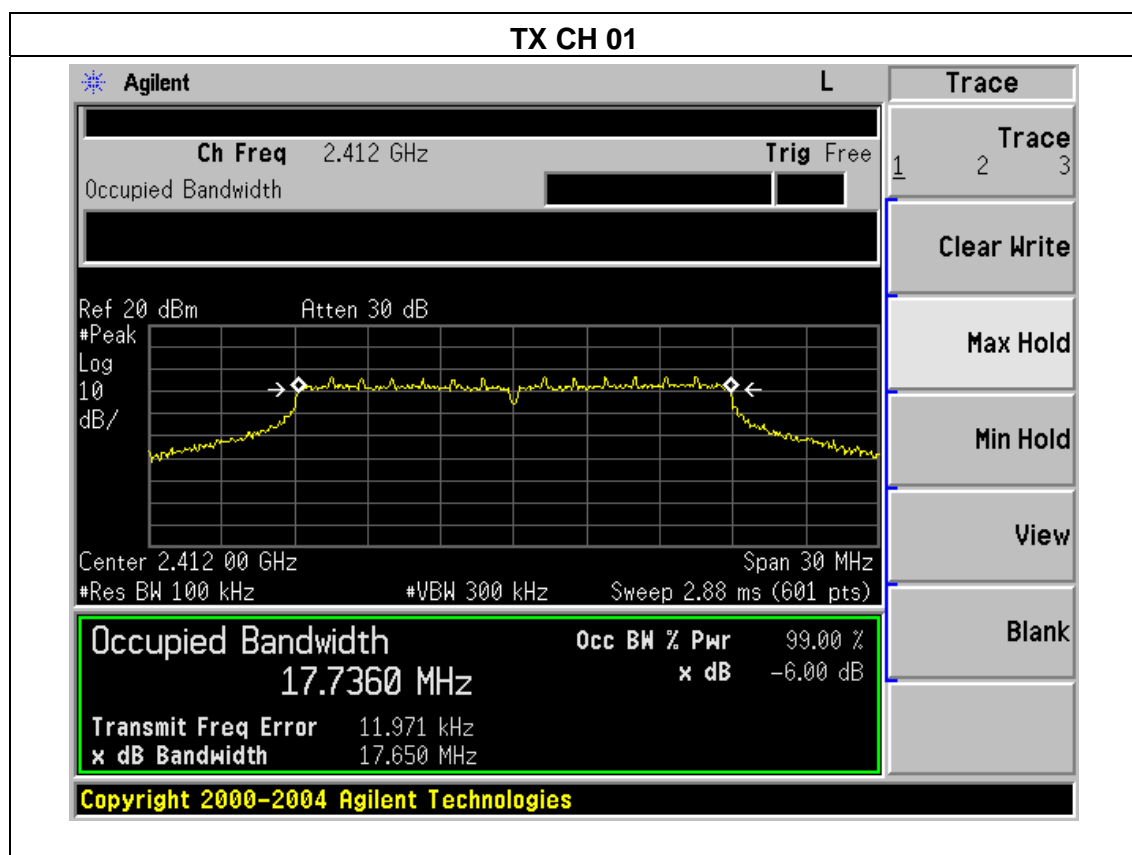 TX CH 01
Agilent L Trace
Ch Freq 2.412 GHz Trig Free
Occupied Bandwidth
Trace
1 2 3
Clear Write
Ref 20 dBm Atten 30 dB
#Peak
Log
10
dB/
Max Hold
Min Hold
View
Center 2.412 00 GHz Span 30 MHz
#Res BW 100 kHz #VBW 300 kHz Sweep 2.88 ms (601 pts)
Blank
Occupied Bandwidth Occ BW % Pwr 99.00 %
17.7360 MHz x dB -6.00 dB
Transmit Freq Error 11.971 kHz
x dB Bandwidth 17.650 MHz
Copyright 2000-2004 Agilent Technologies